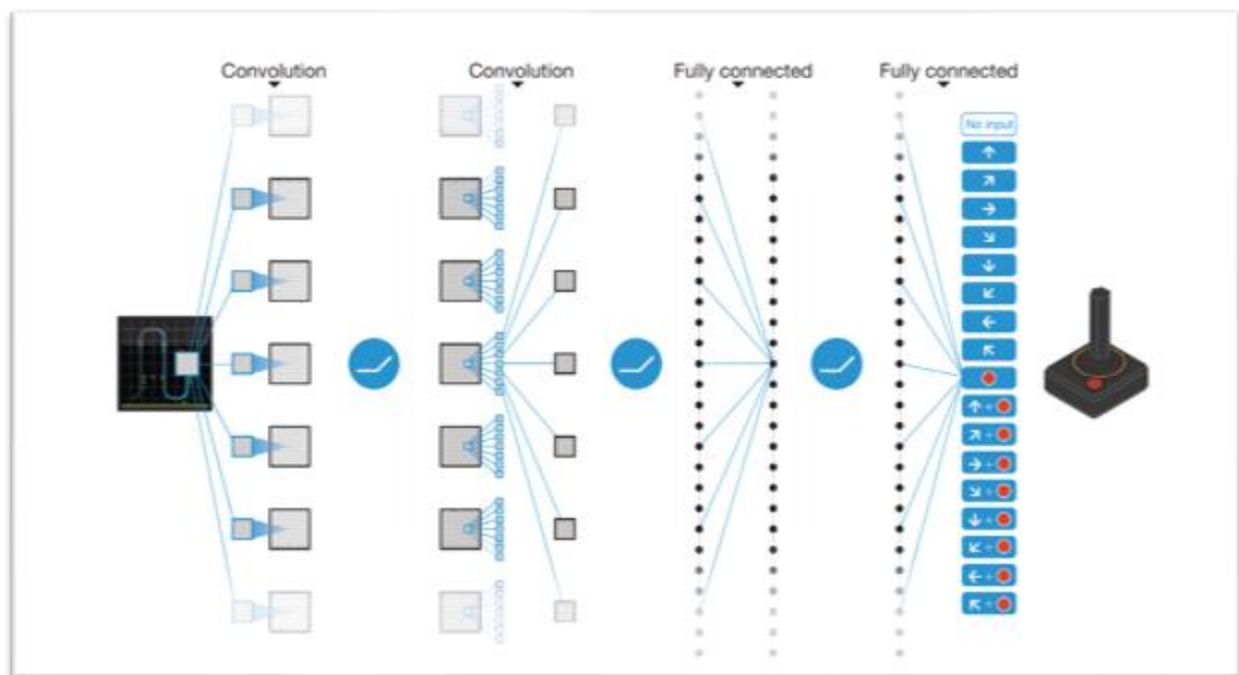 Convolution
Convolution
Fully connected
Fully connected
No input
+
+
+
+
+
+
+
+